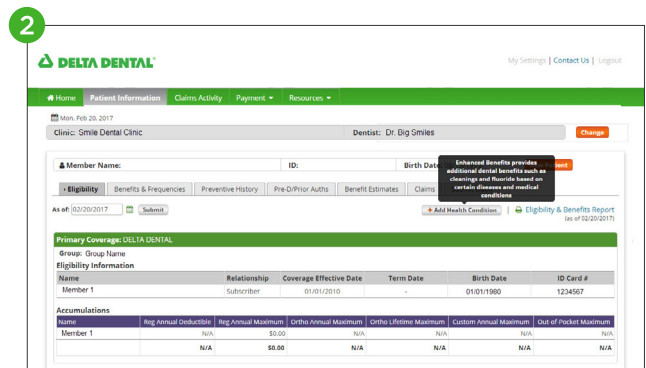 2
DELTA DENTAL
My Settings | Contact Us | Logout
Home Patient Information Claims Activity Payment Resources
Mon, Feb 20, 2017
Clinic: Smile Dental Clinic Dentist: Dr. Big Smiles Change
Member Name: ID: Birth Date:
Enhanced Benefits provides
additional dental benefits such as
cleanings and fluoride based on
certain diseases and medical
conditions
Eligibility Benefits & Frequencies Preventive History Pre-D/Prior Auths Benefit Estimates Claims
As of: 02/20/2017 Submit + Add Health Condition | Eligibility & Benefits Report
(as of 02/20/2017)
Primary Coverage: DELTA DENTAL
Group: Group Name
Eligibility Information
Name Relationship Coverage Effective Date Term Date Birth Date ID Card #
Member 1 Subscriber 01/01/2010 - 01/01/1980 1234567
Accumulations
Name Reg Annual Deductible Reg Annual Maximum Ortho Annual Maximum Ortho Lifetime Maximum Custom Annual Maximum Out of Pocket Maximum
Member 1 N/A $0.00 N/A N/A N/A N/A
N/A $0.00 N/A N/A N/A N/A